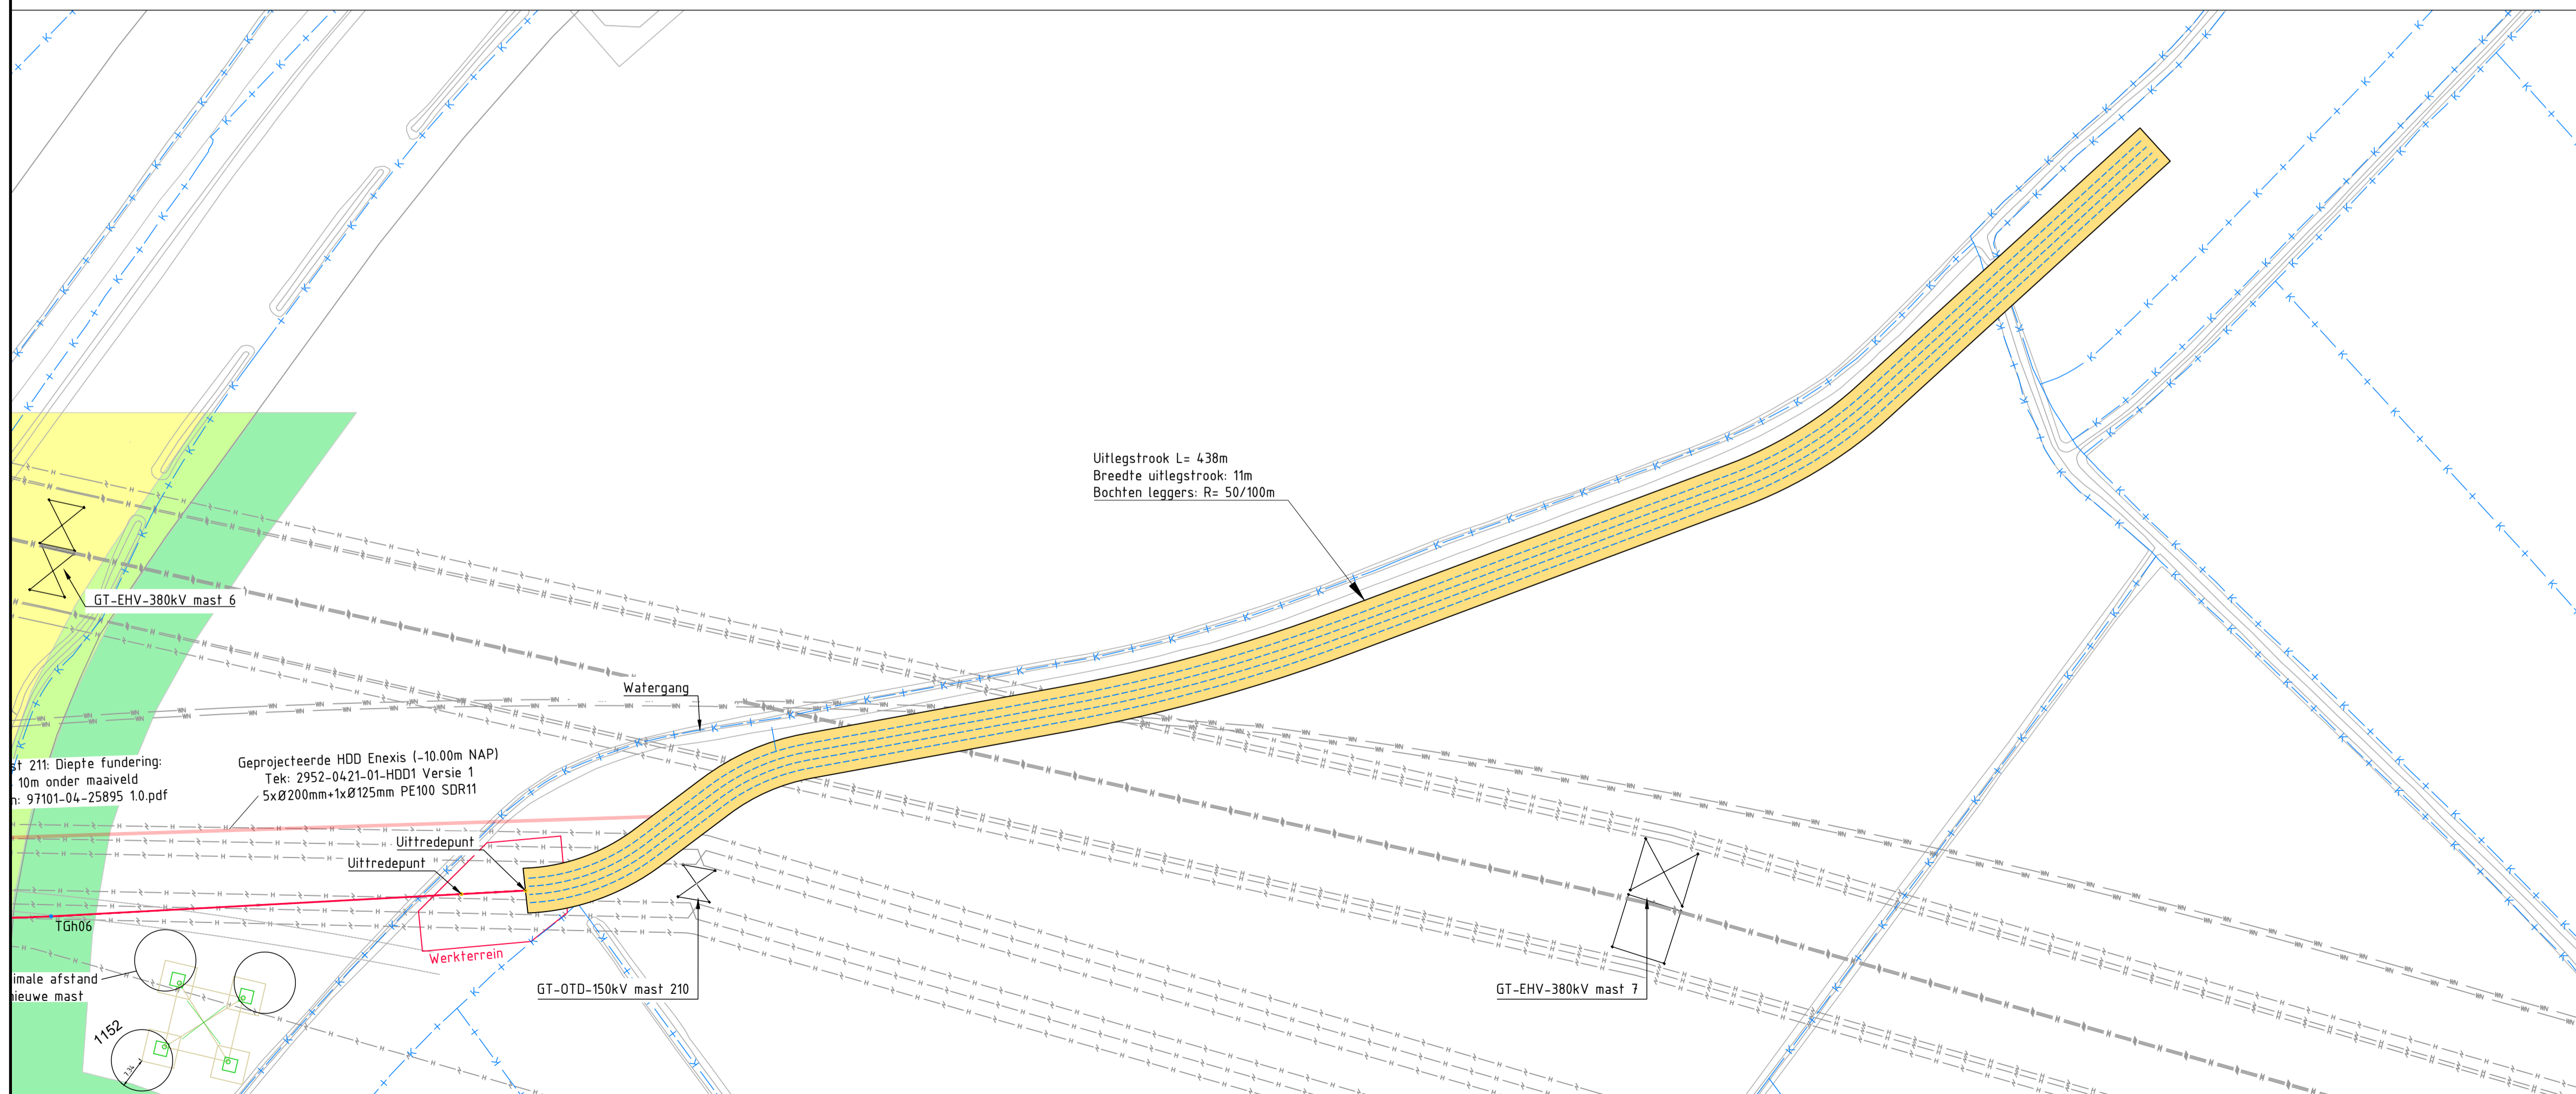 Uitlegstrook L= 438m
Breedte uitlegstrook: 11m
Bochten leggers: R= 50/100m
GT-EHV-380kV mast 6
Watergang
Geprojecteerde HDD Enexis (-10.00m NAP)
Tek: 2952-0421-01-HDD1 Versie 1
5xØ200mm+1xØ125mm PE100 SDR11
st 211: Diepte fundering:
10m onder maaiveld
n: 97101-04-25895 1.0.pdf
Uittredepunt
Uittredepunt
TGh06
Werkterrein
imale afstand
nieuwe mast
GT-OTD-150kV mast 210
GT-EHV-380kV mast 7
1152